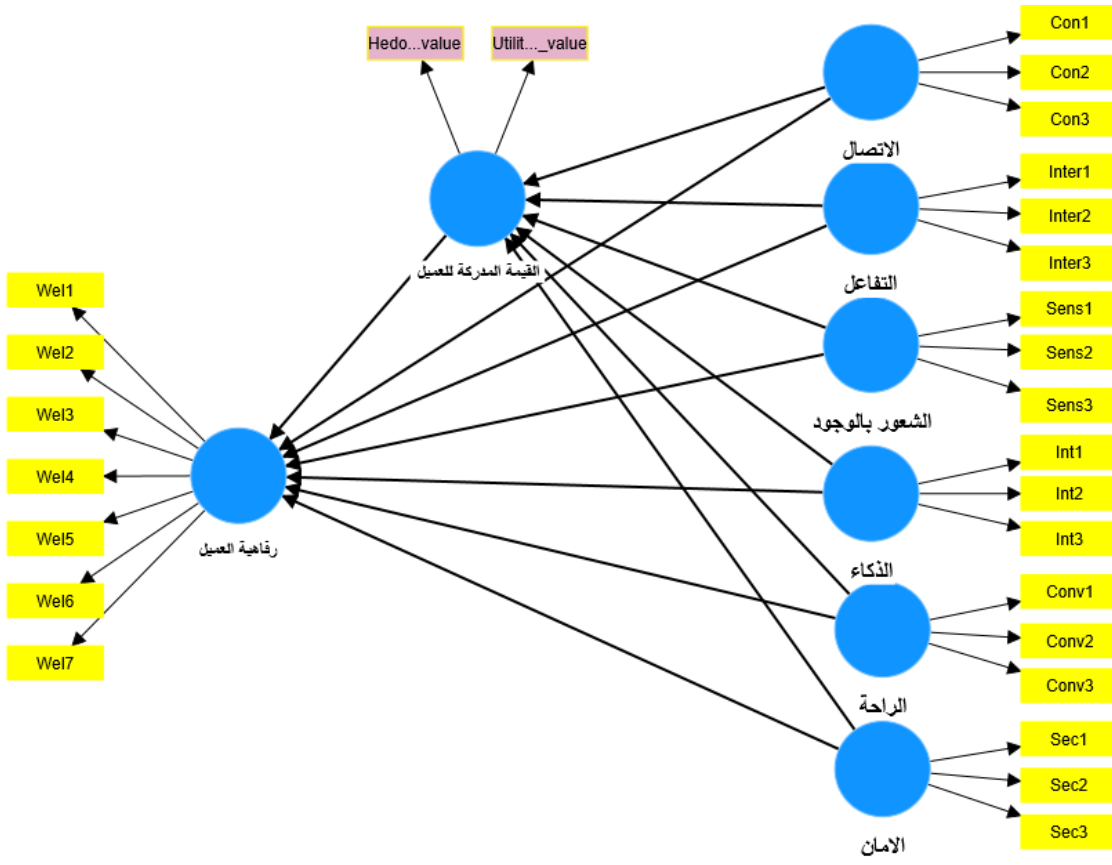 Hedo...value
Utilit..._value
Con1
Con2
Con3
الاتصال
Inter1
Inter2
Inter3
التفاعل
القيمة المدركة للعميل
Sens1
Sens2
Sens3
الشعور بالوجود
Wel1
Wel2
Wel3
Wel4
Wel5
Wel6
Wel7
رفاهية العميل
Int1
Int2
Int3
الذكاء
Conv1
Conv2
Conv3
الراحة
Sec1
Sec2
Sec3
الامان